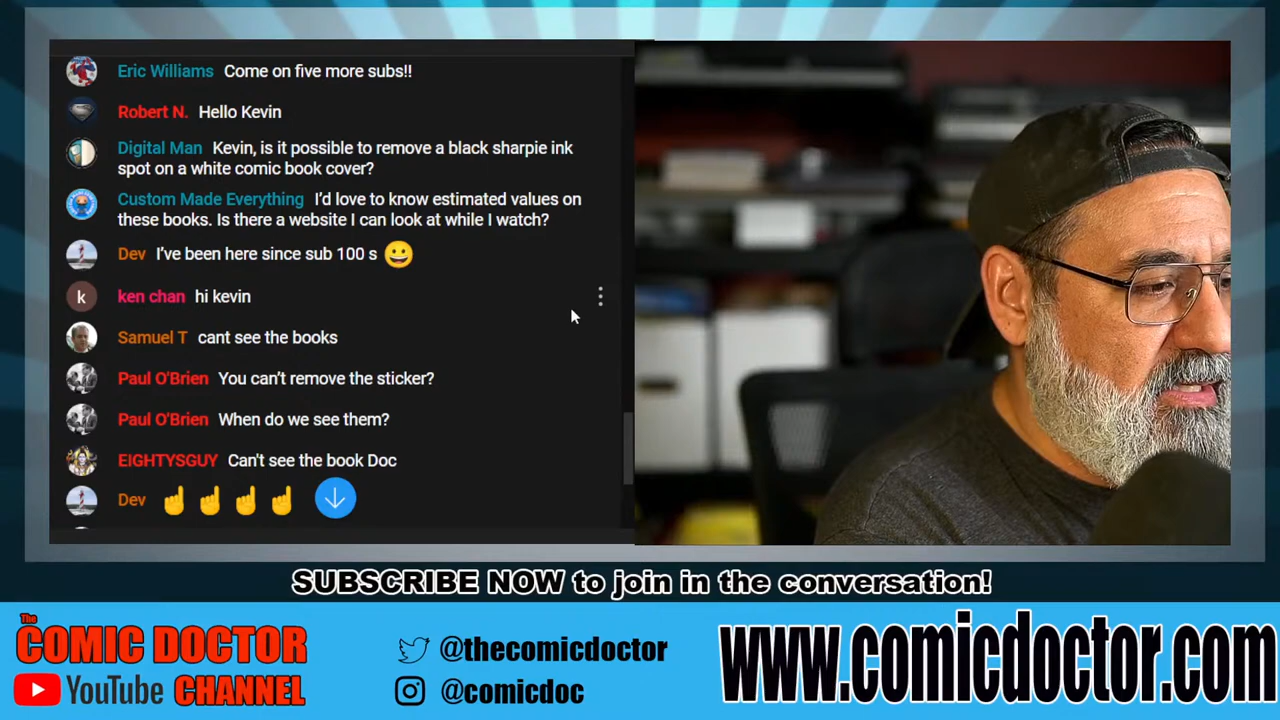 Eric Williams Come on five more subs!!
Robert N. Hello Kevin
Digital Man Kevin, is it possible to remove a black sharpie ink
spot on a white comic book cover?
Custom Made Everything I'd love to know estimated values on
these books. Is there a website I can look at while I watch?
Dev I've been here since sub 100 s 😀
k ken chan hi kevin
Samuel T cant see the books
Paul O'Brien You can't remove the sticker?
Paul O'Brien When do we see them?
EIGHTYSGUY Can't see the book Doc
Dev ☝☝☝☝
SUBSCRIBE NOW to join in the conversation!
The
COMIC DOCTOR
YouTube CHANNEL
@thecomicdoctor
@comicdoc
www.comicdoctor.com